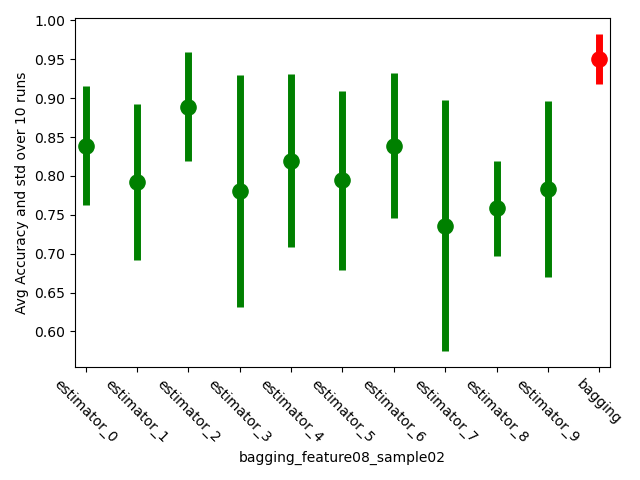 Avg Accuracy and std over 10 runs
1.00
0.95
0.90
0.85
0.80
0.75
0.70
0.65
0.60
estimator_0
estimator_1
estimator_2
estimator_3
estimator_4
estimator_5
estimator_6
estimator_7
estimator_8
estimator_9
bagging
bagging_feature08_sample02